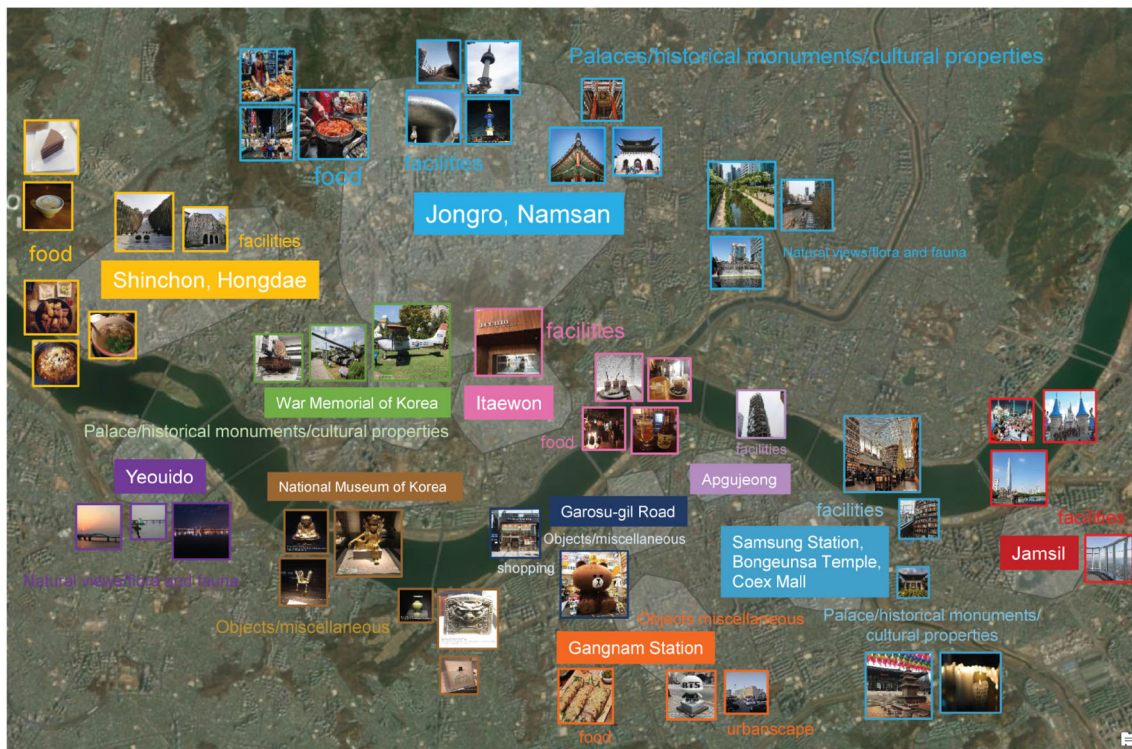 Palaces/historical monuments/cultural properties
food
facilities
Jongro, Namsan
Natural views/flora and fauna
food
facilities
Shinchon, Hongdae
War Memorial of Korea
Palace/historical monuments/cultural properties
facilities
Itaewon
food
facilities
Apgujeong
Yeouido
Natural views/flora and fauna
National Museum of Korea
Objects/miscellaneous
Garosu-gil Road
Objects/miscellaneous
shopping
facilities
Samsung Station,
Bongeunsa Temple,
Coex Mall
Palace/historical monuments/
cultural properties
facilities
Jamsil
Objects miscellaneous
Gangnam Station
BTS
food
urbanscape